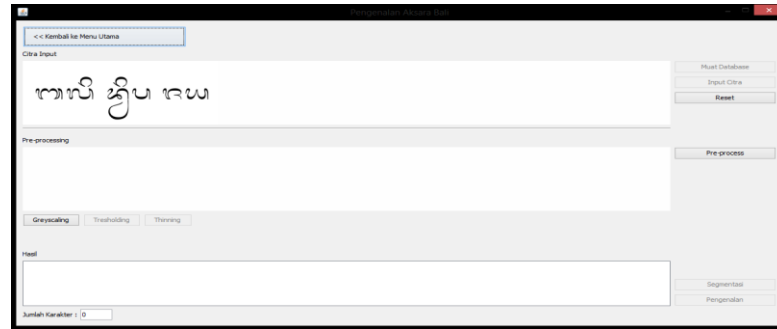 Pengenalan Aksara Bali
<< Kembali ke Menu Utama
Citra Input
Muat Database
Input Citra
Reset
Pre-processing
Pre-process
Greyscaling Tresholding Thinning
Hasil
Segmentasi
Pengenalan
Jumlah Karakter : 0